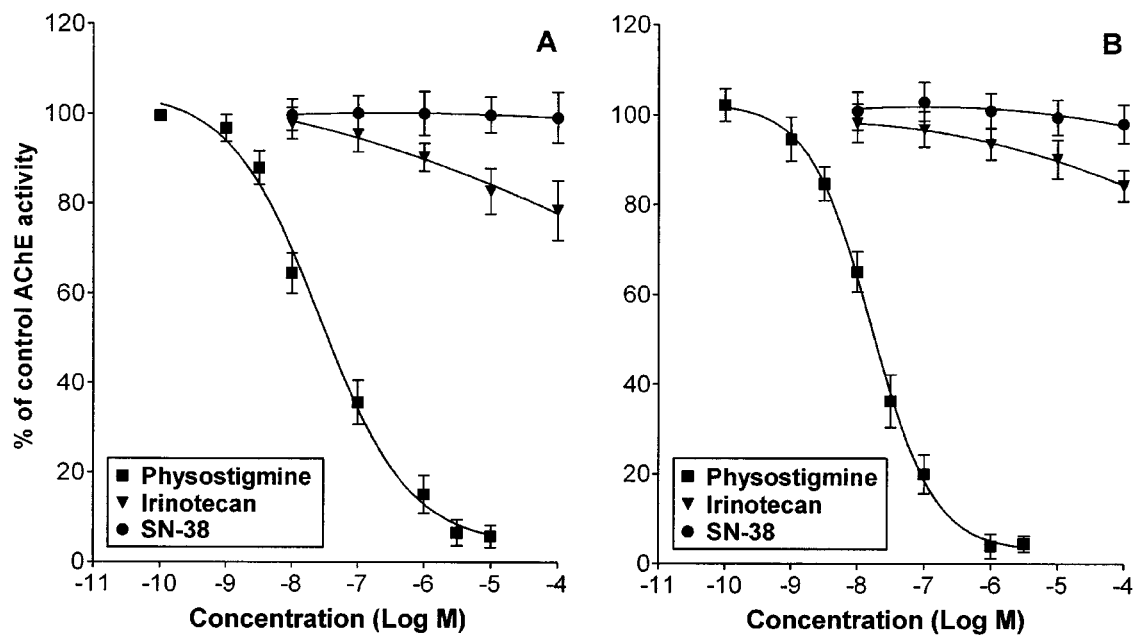 % of control AChE activity
120
100
80
60
40
20
0
A
Physostigmine
Irinotecan
SN-38
-11 -10 -9 -8 -7 -6 -5 -4
Concentration (Log M)
120
100
80
60
40
20
0
B
Physostigmine
Irinotecan
SN-38
-11 -10 -9 -8 -7 -6 -5 -4
Concentration (Log M)